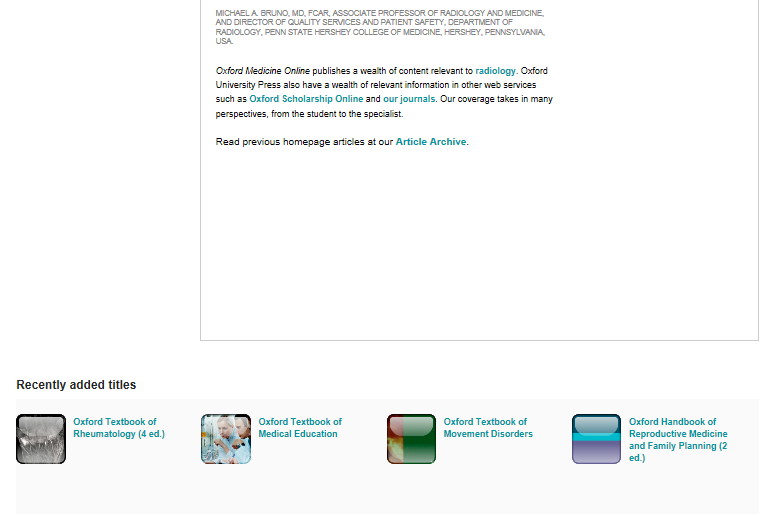 MICHAEL A. BRUNO, MD, FCAR, ASSOCIATE PROFESSOR OF RADIOLOGY AND MEDICINE,
AND DIRECTOR OF QUALITY SERVICES AND PATIENT SAFETY, DEPARTMENT OF
RADIOLOGY, PENN STATE HERSHEY COLLEGE OF MEDICINE, HERSHEY, PENNSYLVANIA,
USA.
Oxford Medicine Online publishes a wealth of content relevant to radiology. Oxford
University Press also have a wealth of relevant information in other web services
such as Oxford Scholarship Online and our journals. Our coverage takes in many
perspectives, from the student to the specialist.
Read previous homepage articles at our Article Archive.
Recently added titles
Oxford Textbook of
Rheumatology (4 ed.)
Oxford Textbook of
Medical Education
Oxford Textbook of
Movement Disorders
Oxford Handbook of
Reproductive Medicine
and Family Planning (2
ed.)